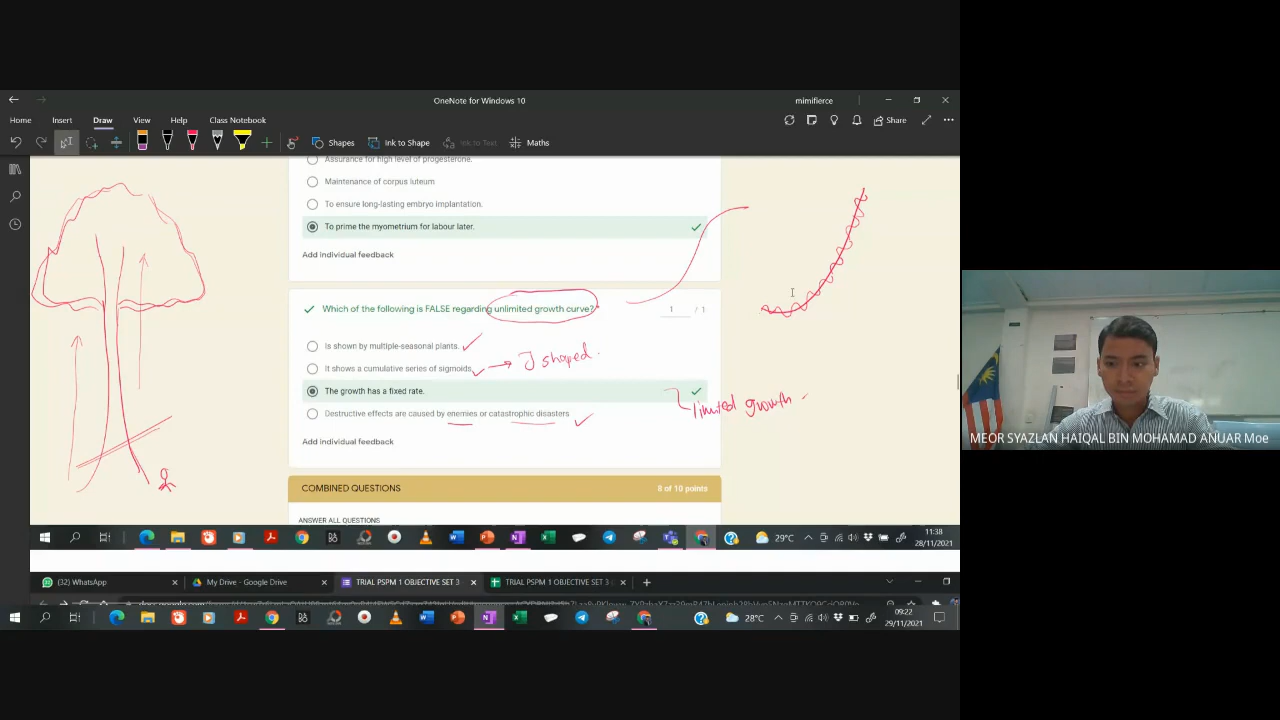 OneNote for Windows 10
mimifierce
Home Insert Draw View Help Class Notebook
Share
Shapes Ink to Shape Ink to Text Maths
Assurance for high level of progesterone.
Maintenance of corpus luteum
To ensure long-lasting embryo implantation.
To prime the myometrium for labour later.
Add individual feedback
Which of the following is FALSE regarding unlimited growth curve?
1 / 1
Is shown by multiple-seasonal plants.
It shows a cumulative series of sigmoids.
J shaped.
The growth has a fixed rate.
limited growth
Destructive effects are caused by enemies or catastrophic disasters
Add individual feedback
COMBINED QUESTIONS
8 of 10 points
ANSWER ALL QUESTIONS
29°C
11:38
28/11/2021
(32) WhatsApp
My Drive - Google Drive
TRIAL PSPM 1 OBJECTIVE SET 3
TRIAL PSPM 1 OBJECTIVE SET 3
28°C
09:22
29/11/2021
MEOR SYAZLAN HAIQAL BIN MOHAMAD ANUAR Moe